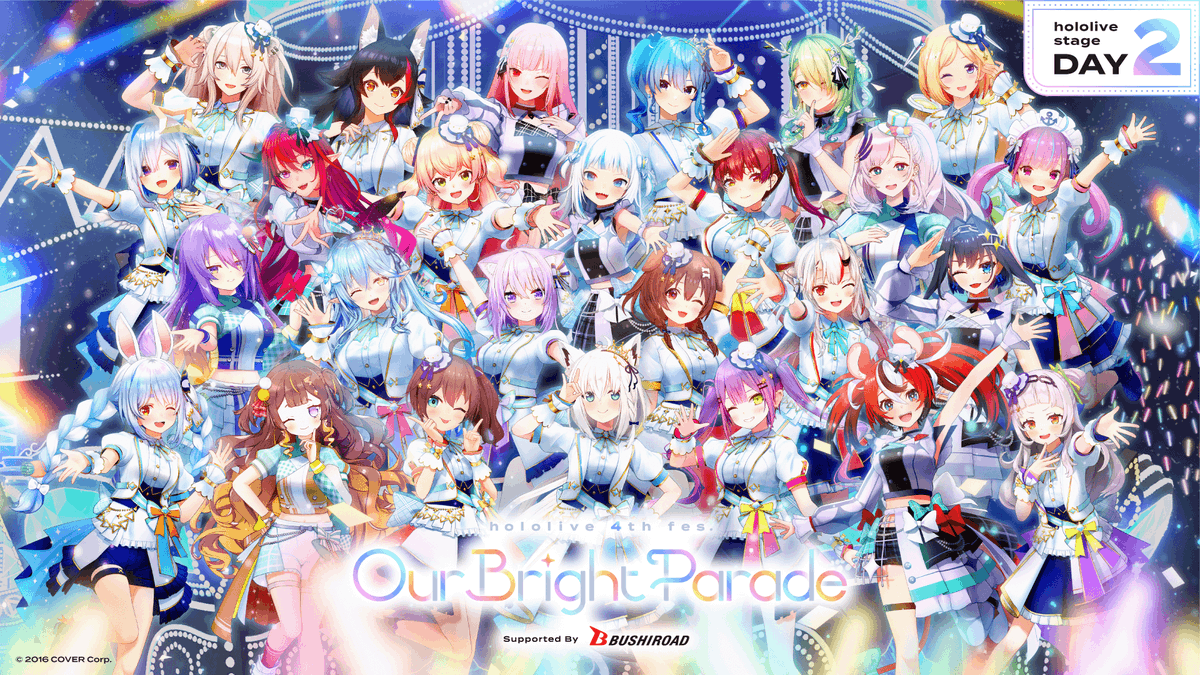 hololive
stage
DAY 2
hololive 4th fes.
Our Bright Parade
Supported By BUSHIROAD
© 2016 COVER Corp.